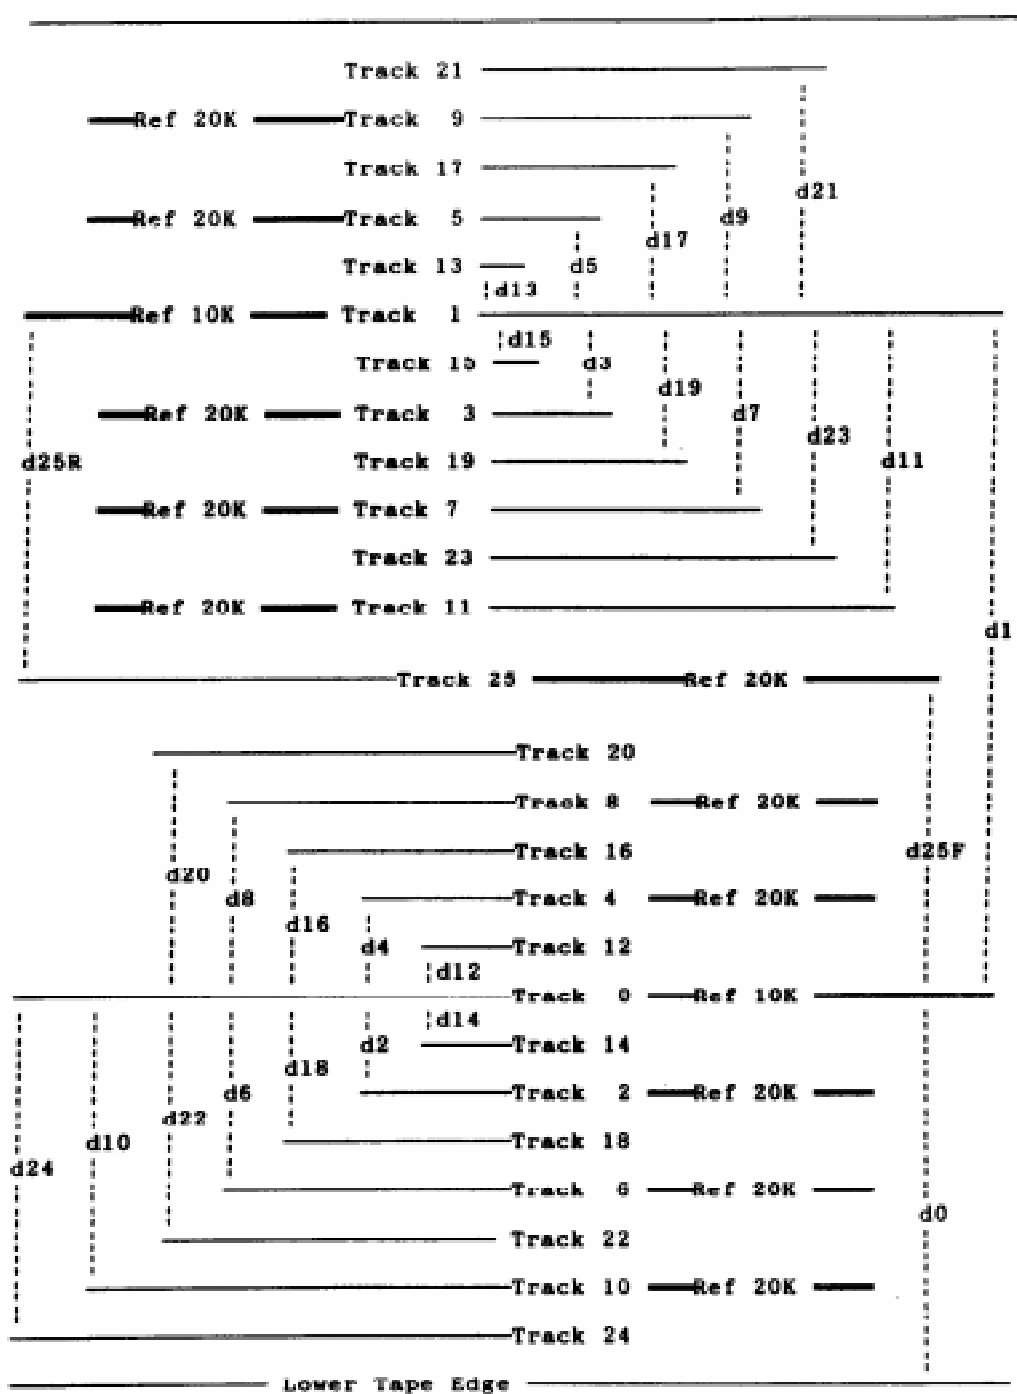 Track 21
Ref 20K Track 9
Track 17
d21
Ref 20K Track 5 d9
d17
Track 13 d5
d13
Ref 10K Track 1
d15
Track 15 d3
d19
Ref 20K Track 3 d7
d23
d25R Track 19 d11
Ref 20K Track 7
Track 23
Ref 20K Track 11
d1
Track 25 Ref 20K
Track 20
Track 8 Ref 20K
Track 16 d25F
d20
d8 Track 4 Ref 20K
d16
d4 Track 12
d12
Track 0 Ref 10K
d14
d2 Track 14
d18
d6 Track 2 Ref 20K
d22
d10 Track 18
d24
Track 6 Ref 20K
d0
Track 22
Track 10 Ref 20K
Track 24
Lower Tape Edge